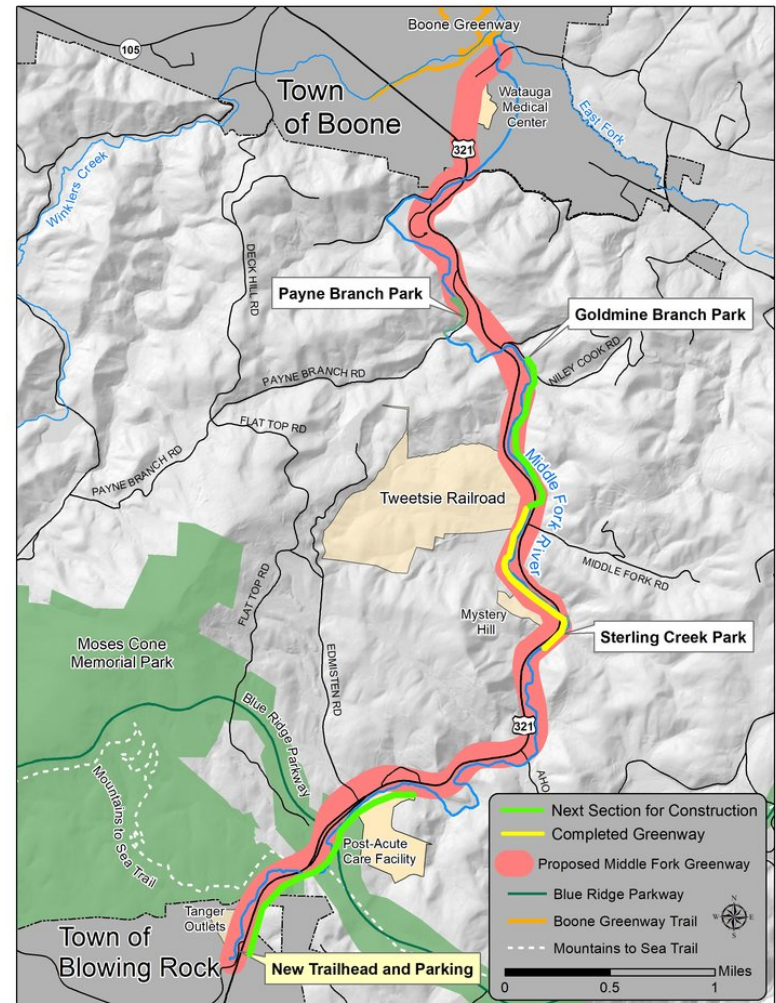 Boone Greenway
105
Town
of Boone
Watauga
Medical
Center
East Fork
321
Winklers Creek
DECK HILL RD
Payne Branch Park
Goldmine Branch Park
NILEY COOK RD
PAYNE BRANCH RD
FLAT TOP RD
PAYNE BRANCH RD
Middle Fork River
Tweetsie Railroad
MIDDLE FORK RD
FLAT TOP RD
Mystery
Hill
Sterling Creek Park
Moses Cone
Memorial Park
EDMISTEN RD
Blue Ridge Parkway
321
Mountains to Sea Trail
AHO
Post-Acute
Care Facility
Tanger
Outlets
Town of
Blowing Rock
New Trailhead and Parking
Next Section for Construction
Completed Greenway
Proposed Middle Fork Greenway
Blue Ridge Parkway
Boone Greenway Trail
Mountains to Sea Trail
N
W E
S
0 0.5 1 Miles